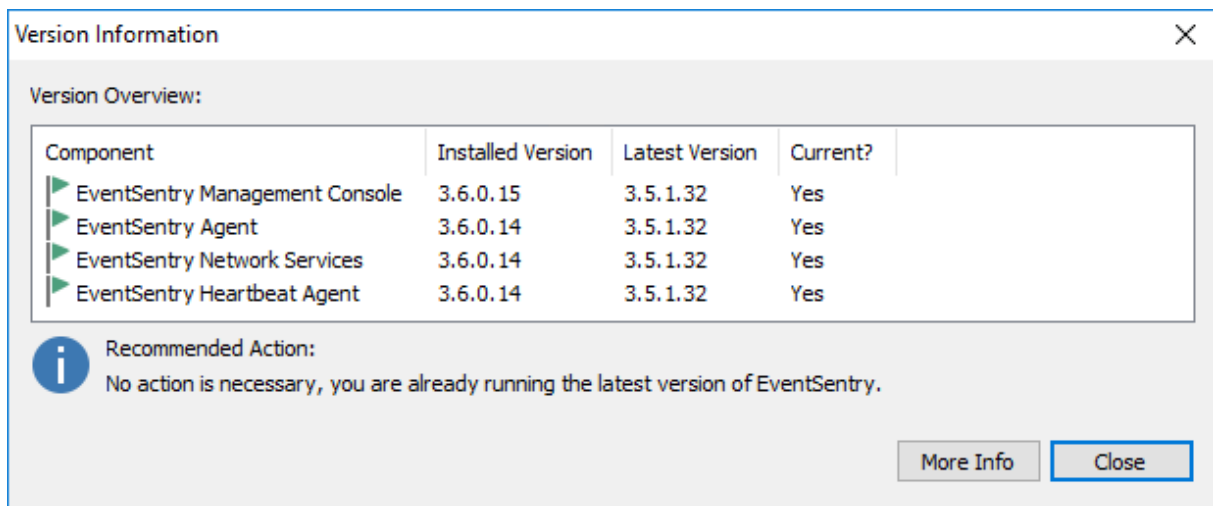 Version Information
Version Overview:
Component Installed Version Latest Version Current?
EventSentry Management Console 3.6.0.15 3.5.1.32 Yes
EventSentry Agent 3.6.0.14 3.5.1.32 Yes
EventSentry Network Services 3.6.0.14 3.5.1.32 Yes
EventSentry Heartbeat Agent 3.6.0.14 3.5.1.32 Yes
Recommended Action:
No action is necessary, you are already running the latest version of EventSentry.
More Info Close